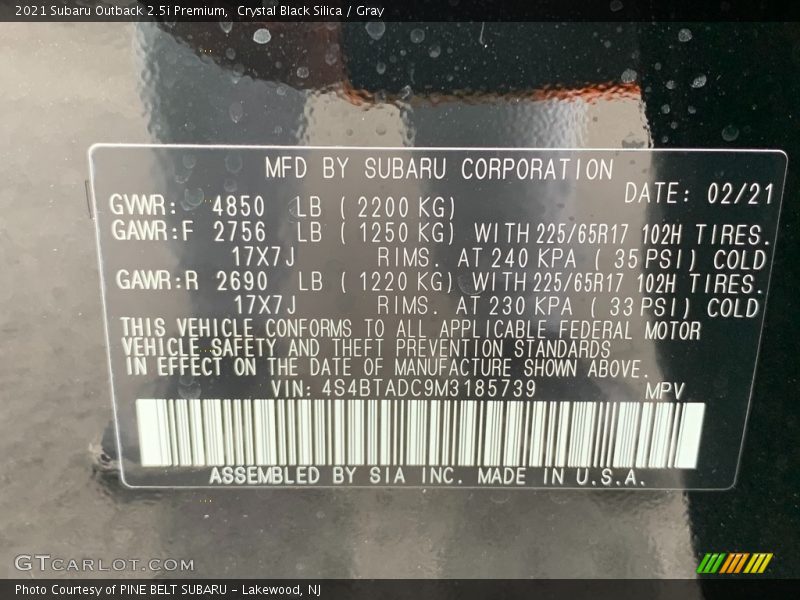 2021 Subaru Outback 2.5i Premium,  Crystal Black Silica / Gray
MFD BY SUBARU CORPORATION
DATE: 02/21
GVWR: 4850 LB ( 2200 KG)
GAWR:F 2756 LB ( 1250 KG) WITH 225/65R17 102H TIRES.
17X7J RIMS. AT 240 KPA ( 35 PSI) COLD
GAWR:R 2690 LB ( 1220 KG) WITH 225/65R17 102H TIRES.
17X7J RIMS. AT 230 KPA ( 33 PSI) COLD
THIS VEHICLE CONFORMS TO ALL APPLICABLE FEDERAL MOTOR
VEHICLE SAFETY AND THEFT PREVENTION STANDARDS
IN EFFECT ON THE DATE OF MANUFACTURE SHOWN ABOVE.
VIN: 4S4BTADC9M3185739 MPV
ASSEMBLED BY SIA INC. MADE IN U.S.A.
GTCARLOT.COM
Photo Courtesy of PINE BELT SUBARU - Lakewood, NJ